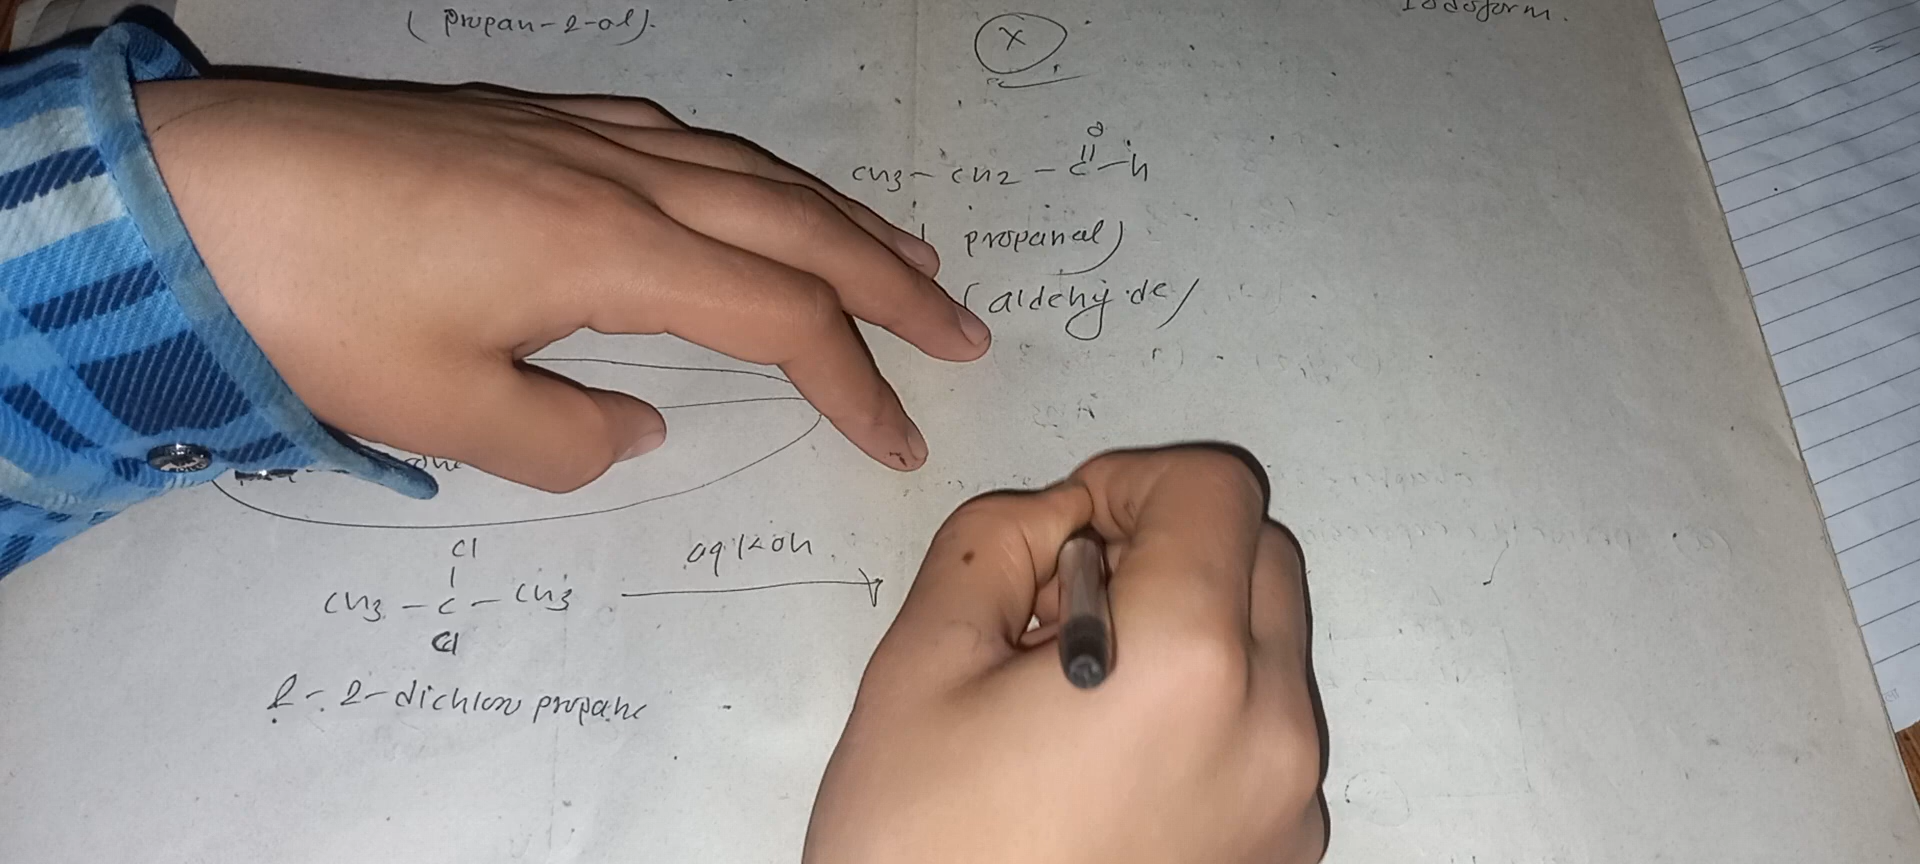 (propan-2-ol).
Iodoform.
X
O
||
CH3 - CH2 - C - H
propanal)
(aldehyde)
Cl
|
CH3 - C - CH3
Cl
aq KOH
2-2-dichloro propane